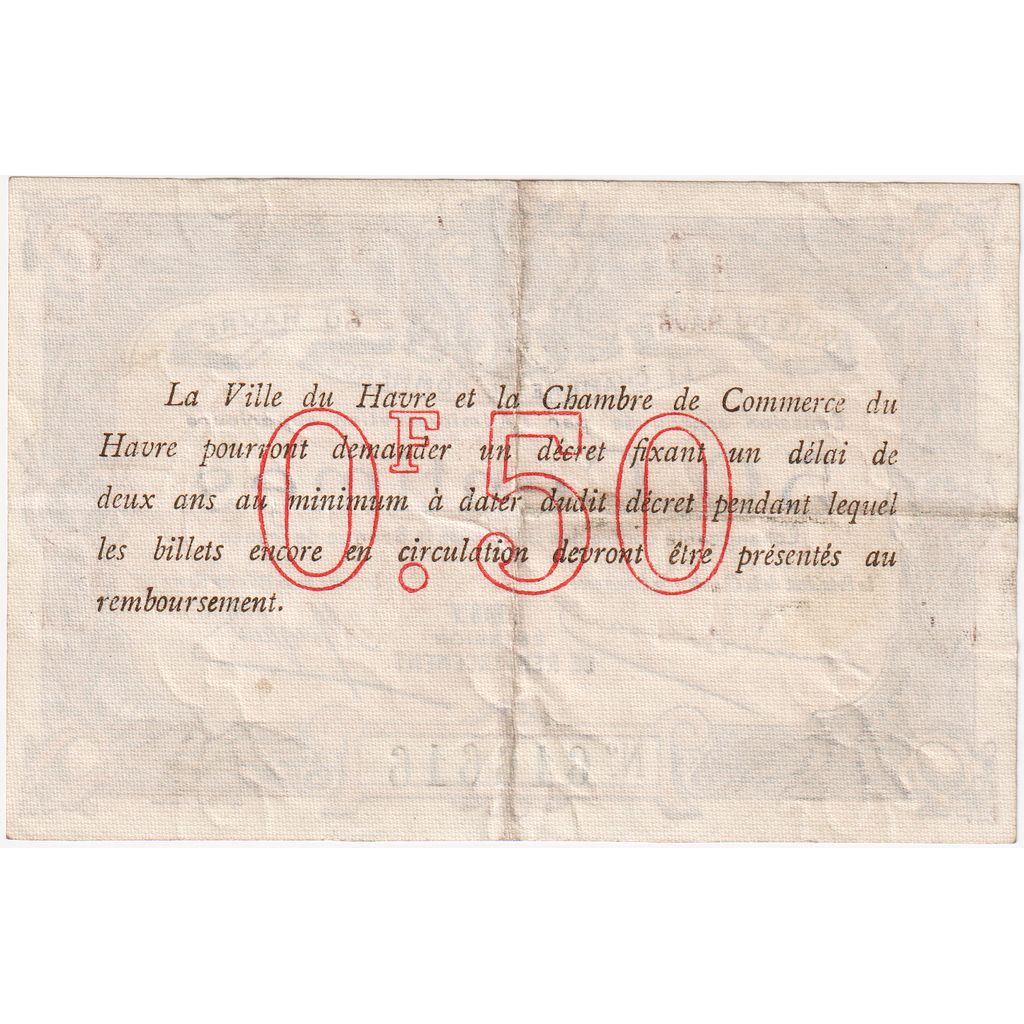 La Ville du Havre et la Chambre de Commerce du
Havre pourront demander un décret fixant un délai de
deux ans au minimum à dater dudit décret pendant lequel
les billets encore en circulation devront être présentés au
remboursement.
0F.50